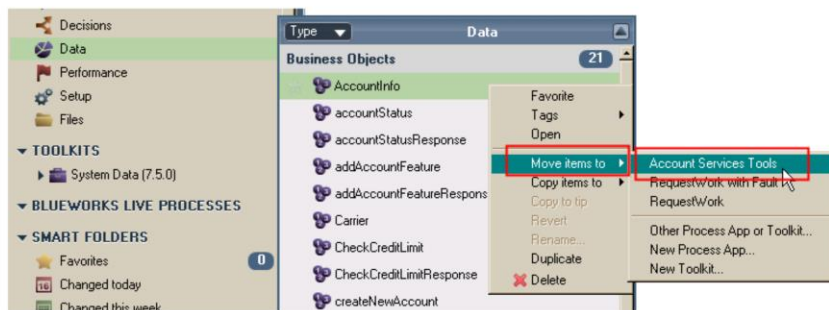 Decisions
Data
Performance
Setup
Files
TOOLKITS
System Data (7.5.0)
BLUEWORKS LIVE PROCESSES
SMART FOLDERS
Favorites 0
16 Changed today
Changed this week
Type Data
Business Objects 21
AccountInfo
accountStatus
accountStatusResponse
addAccountFeature
addAccountFeatureRespons
Carrier
CheckCreditLimit
CheckCreditLimitResponse
createNewAccount
Favorite
Tags
Open
Move items to
Copy items to
Copy to tip
Revert
Rename...
Duplicate
Delete
Account Services Tools
RequestWork with Fault
RequestWork
Other Process App or Toolkit...
New Process App...
New Toolkit...